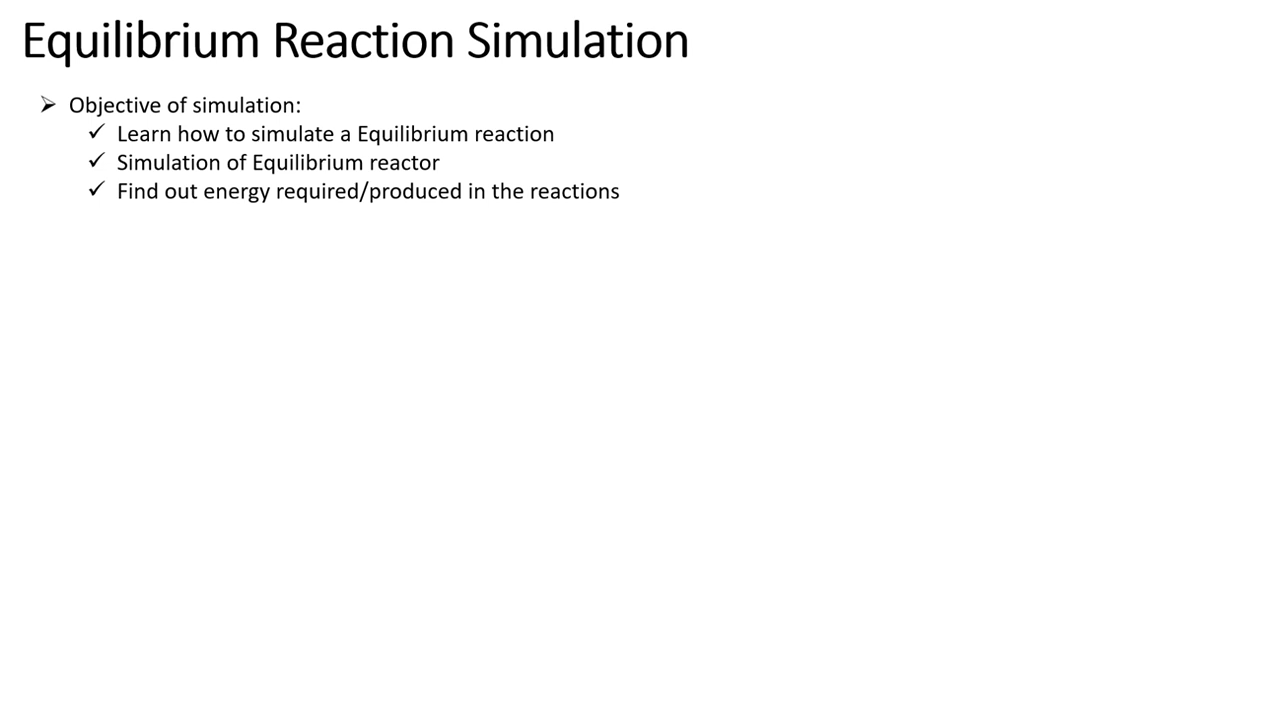 Equilibrium Reaction Simulation
➢ Objective of simulation:
✓ Learn how to simulate a Equilibrium reaction
✓ Simulation of Equilibrium reactor
✓ Find out energy required/produced in the reactions